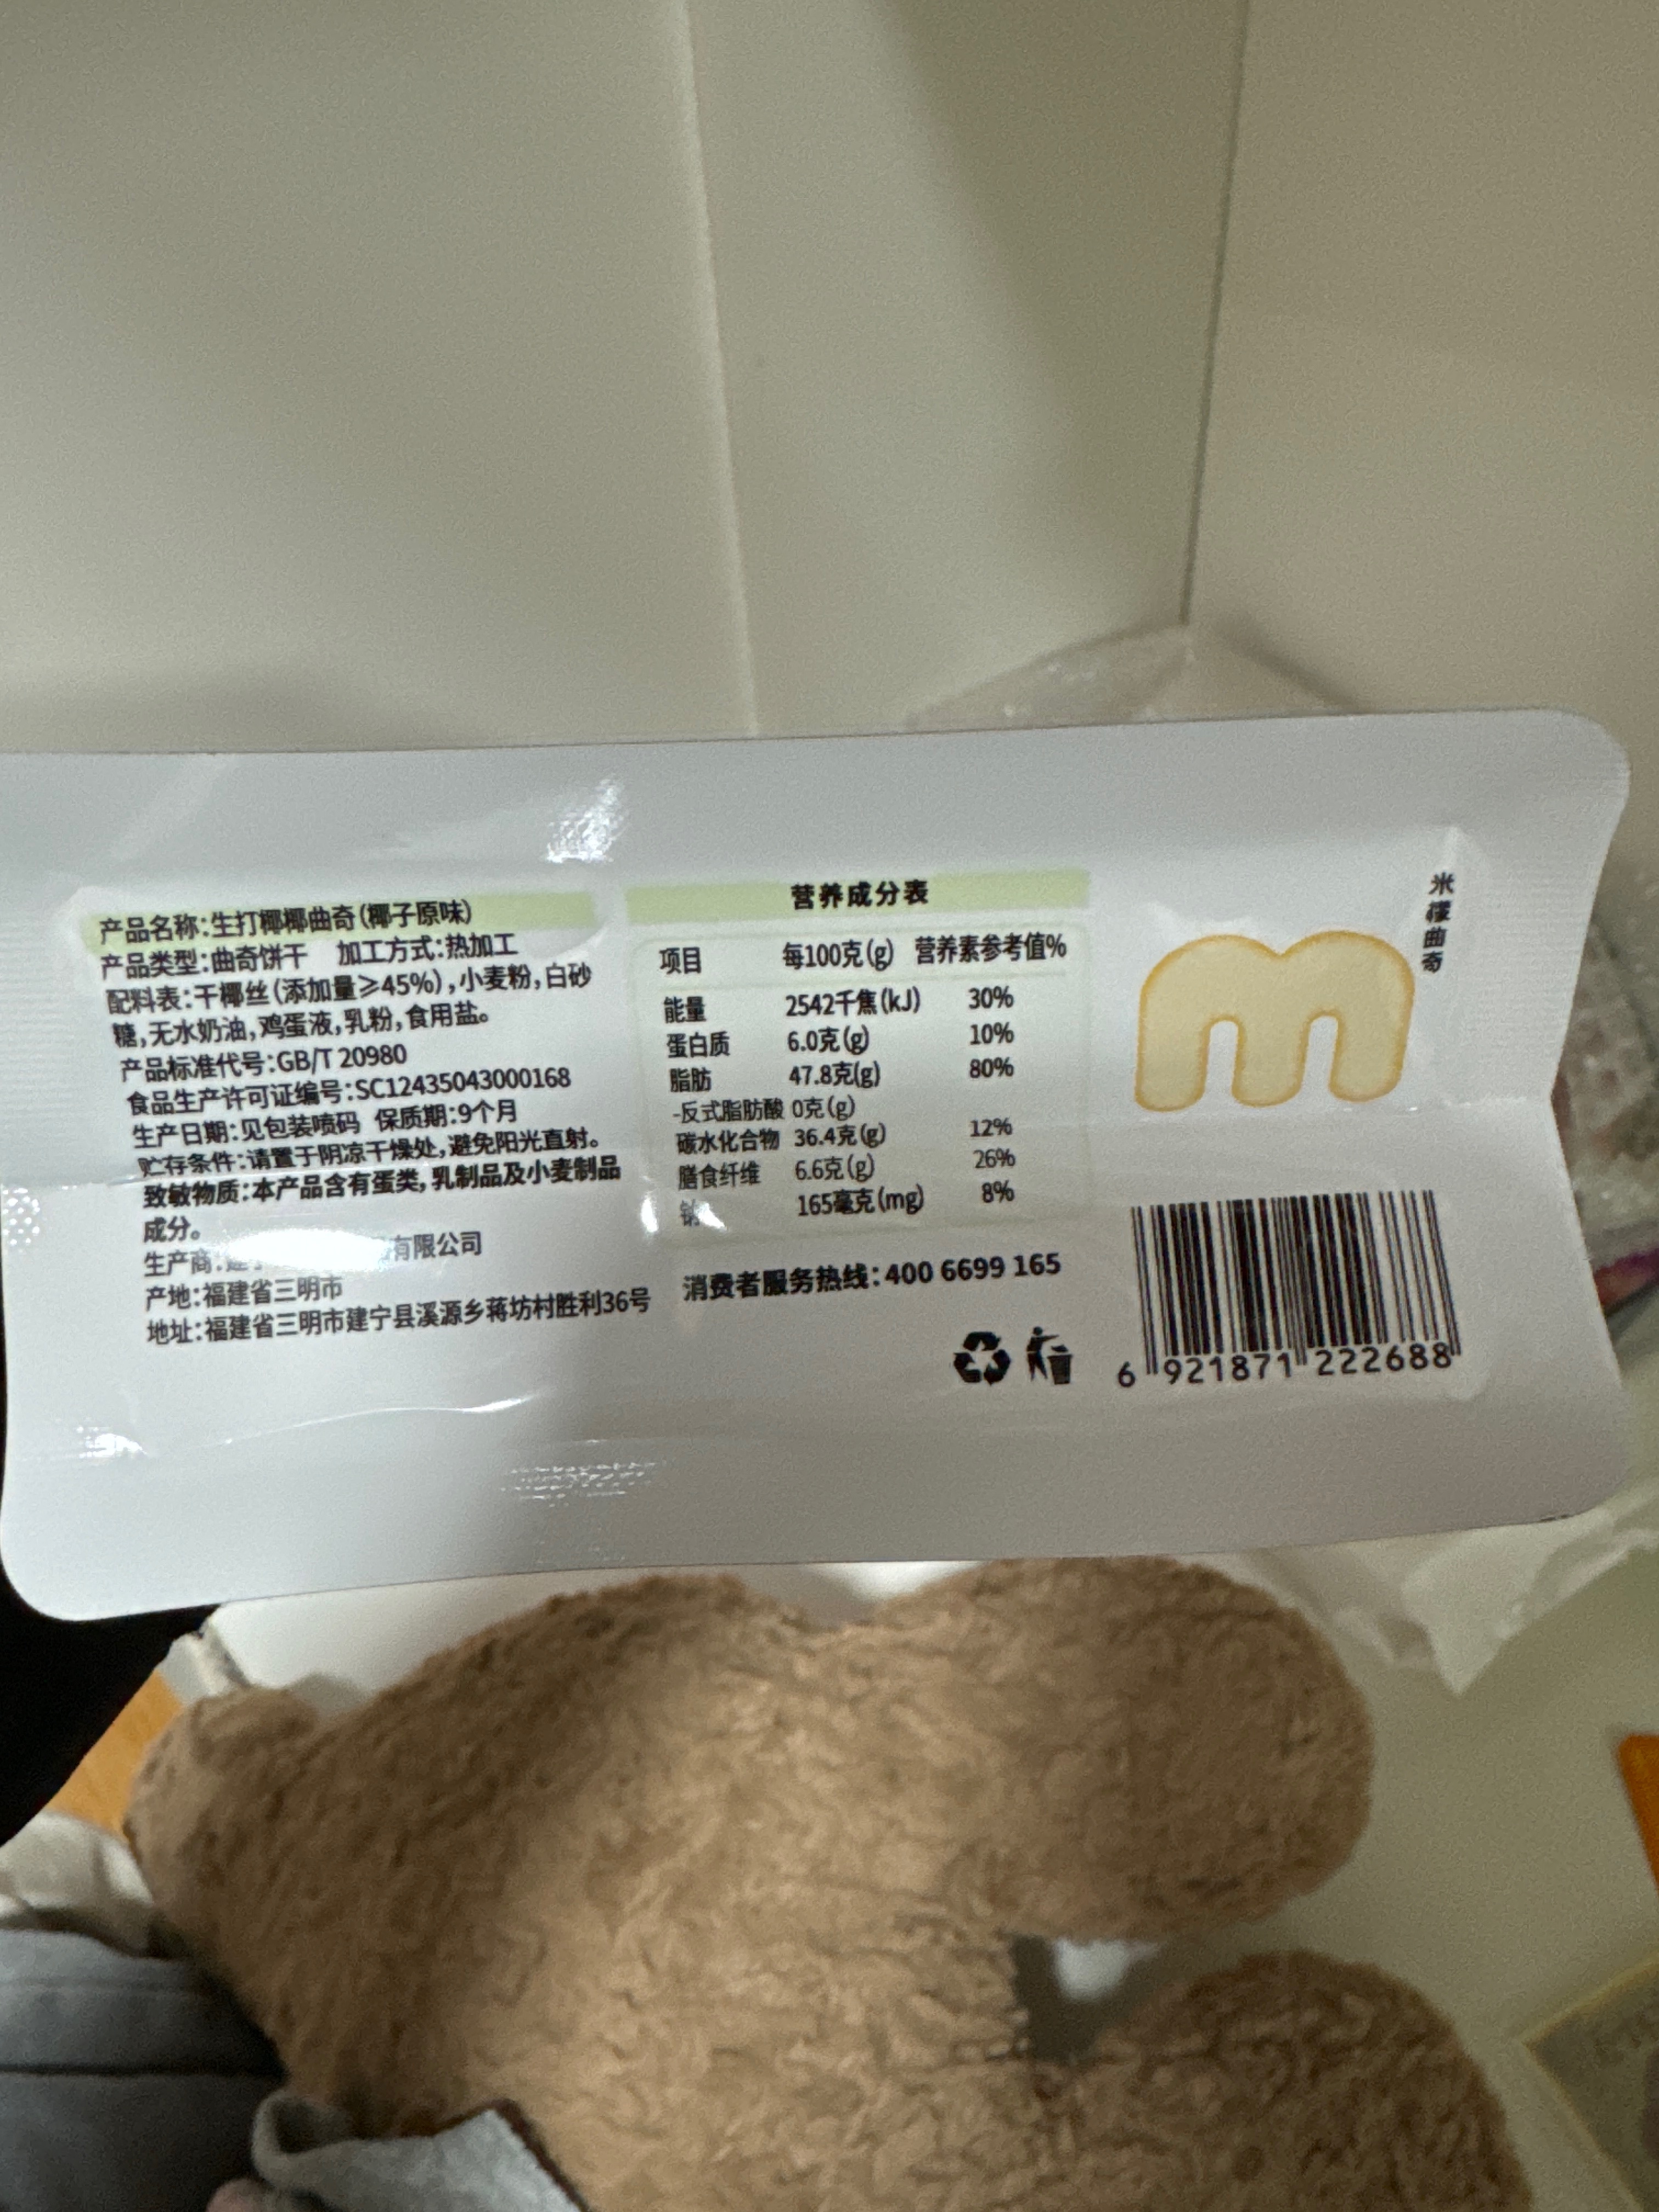 产品名称:生打椰椰曲奇(椰子原味)
产品类型:曲奇饼干 加工方式:热加工
配料表:干椰丝(添加量≥45%),小麦粉,白砂
糖,无水奶油,鸡蛋液,乳粉,食用盐。
产品标准代号:GB/T 20980
食品生产许可证编号:SC12435043000168
生产日期:见包装喷码 保质期:9个月
贮存条件:请置于阴凉干燥处,避免阳光直射。
致敏物质:本产品含有蛋类,乳制品及小麦制品
成分。
生产商: 有限公司
产地:福建省三明市
地址:福建省三明市建宁县溪源乡蒋坊村胜利36号
营养成分表
项目 每100克(g) 营养素参考值%
能量 2542千焦(kJ) 30%
蛋白质 6.0克(g) 10%
脂肪 47.8克(g) 80%
-反式脂肪酸 0克(g)
碳水化合物 36.4克(g) 12%
膳食纤维 6.6克(g) 26%
钠 165毫克(mg) 8%
消费者服务热线:400 6699 165
m
米檬曲奇
6 921871 222688